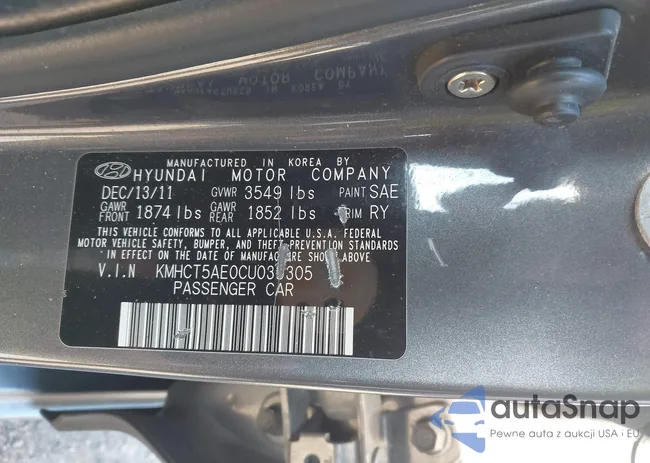 MANUFACTURED IN KOREA BY
HYUNDAI MOTOR COMPANY
DEC/13/11 GVWR 3549 lbs PAINT SAE
GAWR FRONT 1874 lbs GAWR REAR 1852 lbs TRIM RY
THIS VEHICLE CONFORMS TO ALL APPLICABLE U.S.A. FEDERAL
MOTOR VEHICLE SAFETY, BUMPER, AND THEFT PREVENTION STANDARDS
IN EFFECT ON THE DATE OF MANUFACTURE SHOWN ABOVE
V.I.N
PASSENGER CAR
autoSnap
Pewne auta z aukcji USA i EU